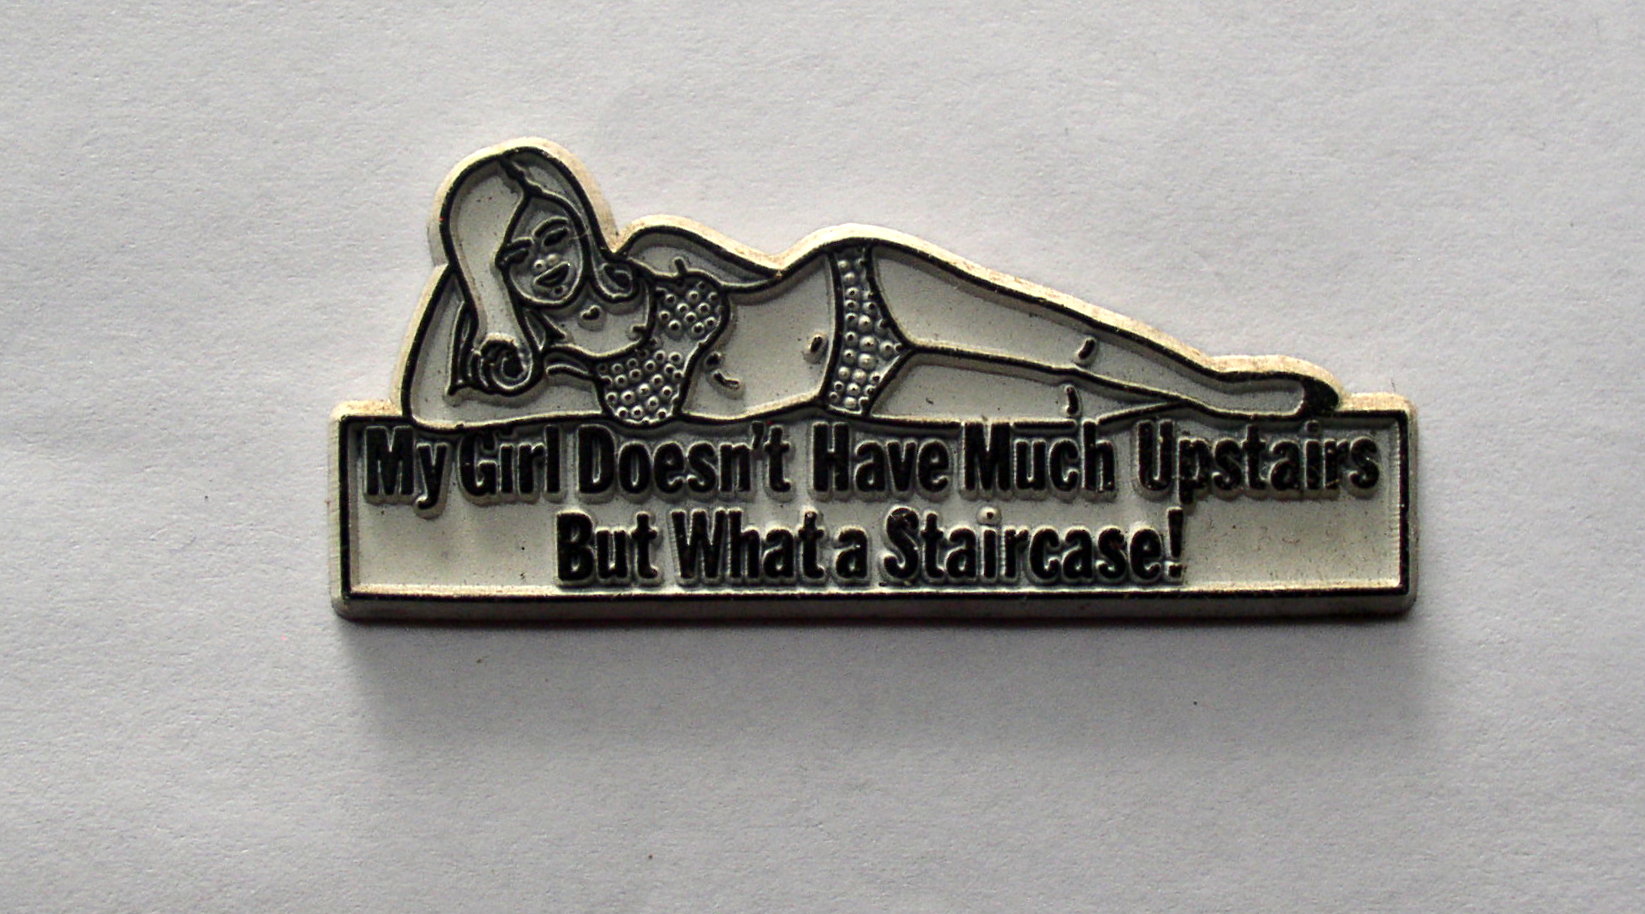 My Girl Doesn't Have Much Upstairs
But What a Staircase!